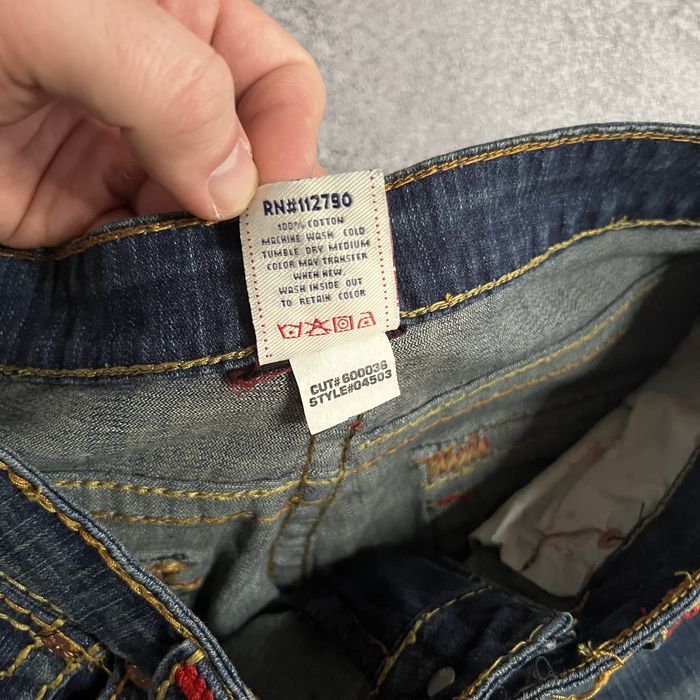 RN#112790
100% COTTON
MACHINE WASH COLD
TUMBLE DRY MEDIUM
COLOR MAY TRANSFER
WHEN NEW
WASH INSIDE OUT
TO RETAIN COLOR
CUT# 600036
STYLE#04503